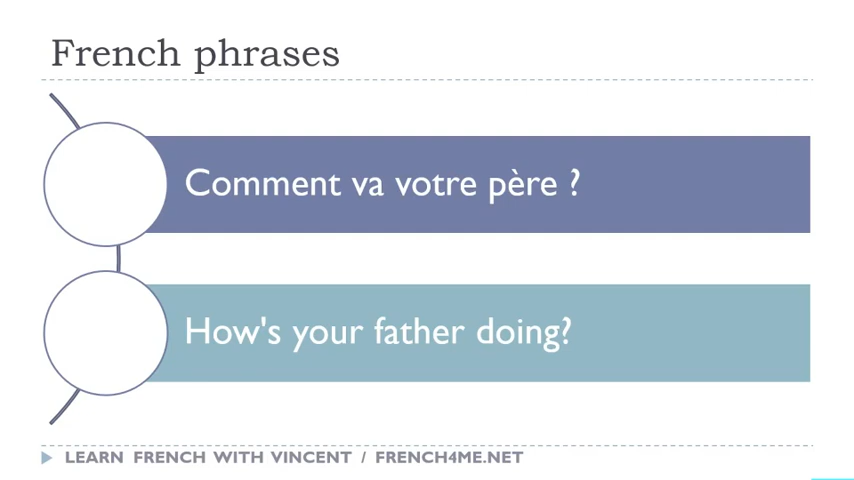 French phrases
Comment va votre père ?
How's your father doing?
LEARN FRENCH WITH VINCENT / FRENCH4ME.NET